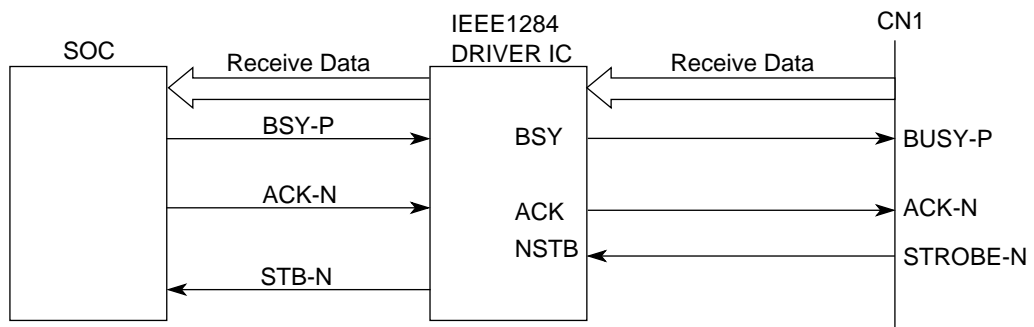 CN1
IEEE1284
SOC
DRIVER IC
Receive Data
Receive Data
BSY-P
BSY
BUSY-P
ACK-N
ACK
ACK-N
NSTB
STROBE-N
STB-N